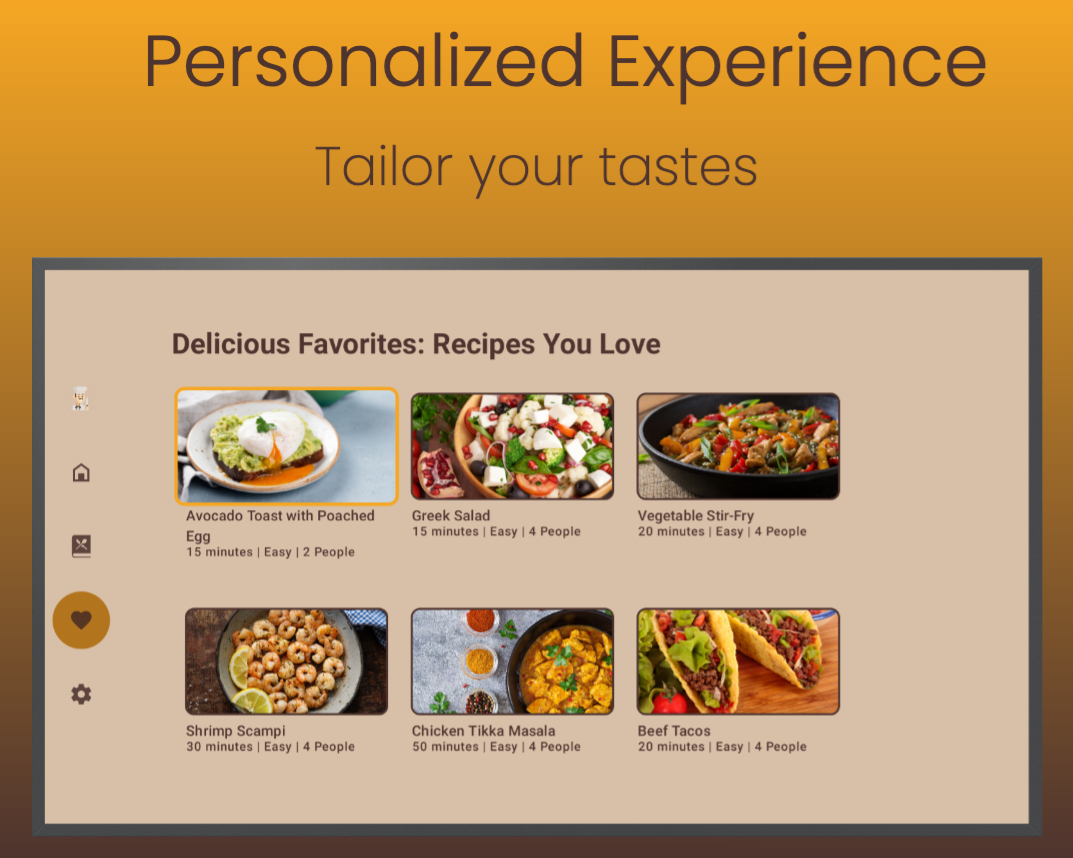 Personalized Experience
Tailor your tastes
Delicious Favorites: Recipes You Love
Avocado Toast with Poached
Egg
15 minutes | Easy | 2 People
Greek Salad
15 minutes | Easy | 4 People
Vegetable Stir-Fry
20 minutes | Easy | 4 People
Shrimp Scampi
30 minutes | Easy | 4 People
Chicken Tikka Masala
50 minutes | Easy | 4 People
Beef Tacos
20 minutes | Easy | 4 People